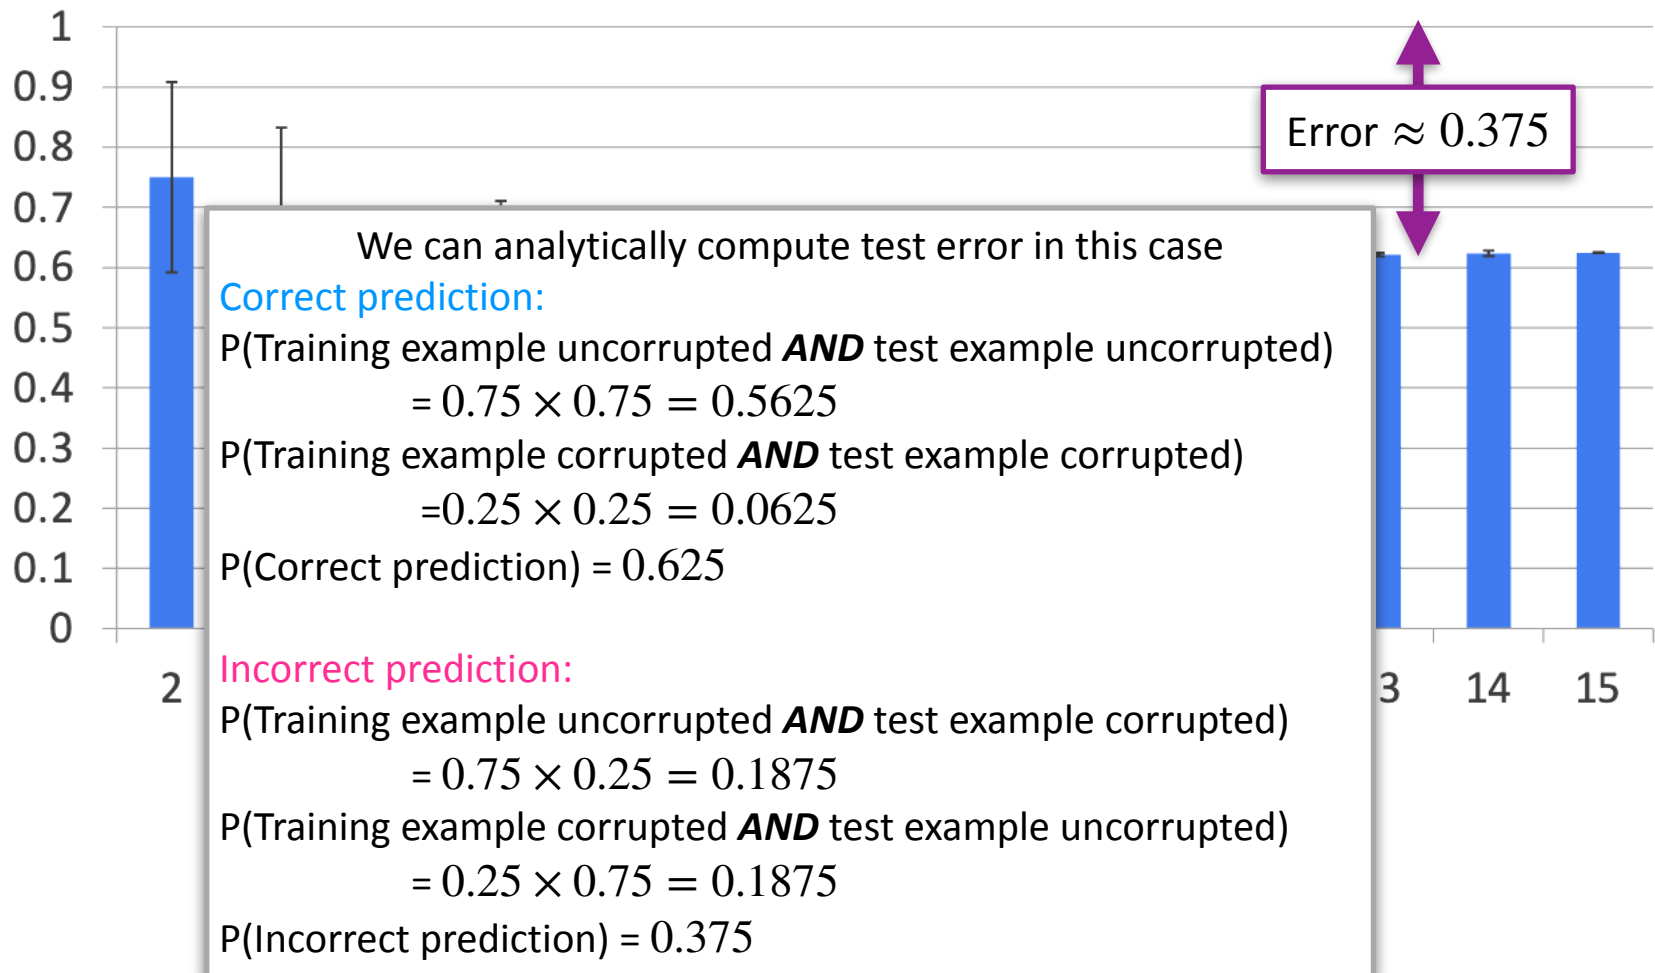 1
0.9
0.8
0.7
0.6
0.5
0.4
0.3
0.2
0.1
0
Error ≈ 0.375
We can analytically compute test error in this case
Correct prediction:
P(Training example uncorrupted AND test example uncorrupted)
= 0.75 × 0.75 = 0.5625
P(Training example corrupted AND test example corrupted)
=0.25 × 0.25 = 0.0625
P(Correct prediction) = 0.625
Incorrect prediction:
P(Training example uncorrupted AND test example corrupted)
= 0.75 × 0.25 = 0.1875
P(Training example corrupted AND test example uncorrupted)
= 0.25 × 0.75 = 0.1875
P(Incorrect prediction) = 0.375
2 3 14 15